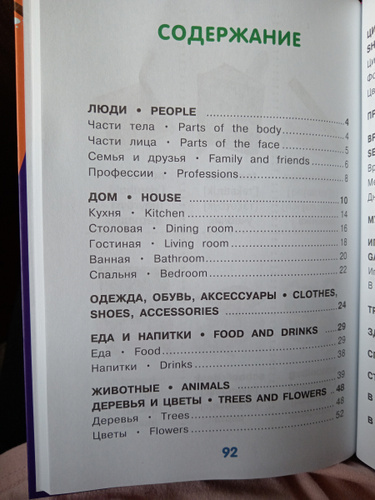 СОДЕРЖАНИЕ
ЛЮДИ • PEOPLE 4
Части тела • Parts of the body 4
Части лица • Parts of the face 5
Семья и друзья • Family and friends 6
Профессии • Professions 8
ДОМ • HOUSE 10
Кухня • Kitchen 14
Столовая • Dining room 16
Гостиная • Living room 18
Ванная • Bathroom 20
Спальня • Bedroom 22
ОДЕЖДА, ОБУВЬ, АКСЕССУАРЫ • CLOTHES,
SHOES, ACCESSORIES 24
ЕДА И НАПИТКИ • FOOD AND DRINKS 29
Еда • Food 29
Напитки • Drinks 38
ЖИВОТНЫЕ • ANIMALS 39
ДЕРЕВЬЯ И ЦВЕТЫ • TREES AND FLOWERS 48
Деревья • Trees 48
Цветы • Flowers 52
92